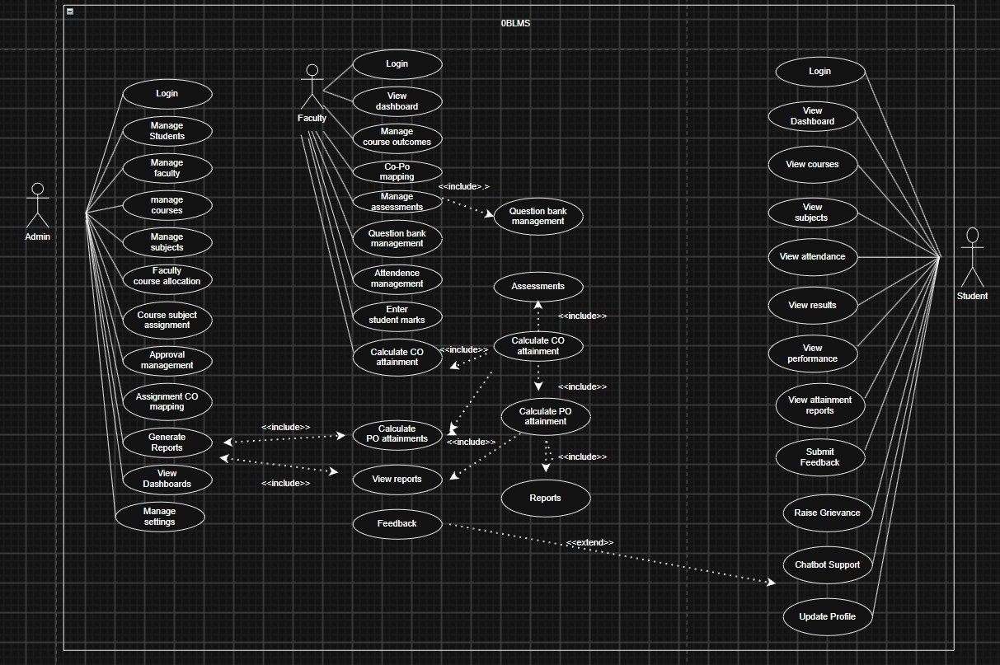 0BLMS
Admin
Login
Manage
Students
Manage
faculty
manage
courses
Manage
subjects
Faculty
course allocation
Course subject
assignment
Approval
management
Assignment CO
mapping
Generate
Reports
View
Dashboards
Manage
settings
Faculty
Login
View
dashboard
Manage
course outcomes
Co-Po
mapping
Manage
assessments
Question bank
management
Attendence
management
Enter
student marks
Calculate CO
attainment
Calculate
PO attainments
View reports
Feedback
<<include>>
<<include>>
<<include>.>
Question bank
management
Assessments
<<include>>
Calculate CO
attainment
<<include>>
<<include>>
Calculate PO
attainment
<<include>>
<<include>>
Reports
<<extend>>
Login
View
Dashboard
View courses
View
subjects
View attendance
View results
View
performance
View attainment
reports
Submit
Feedback
Raise Grievance
Chatbot Support
Update Profile
Student